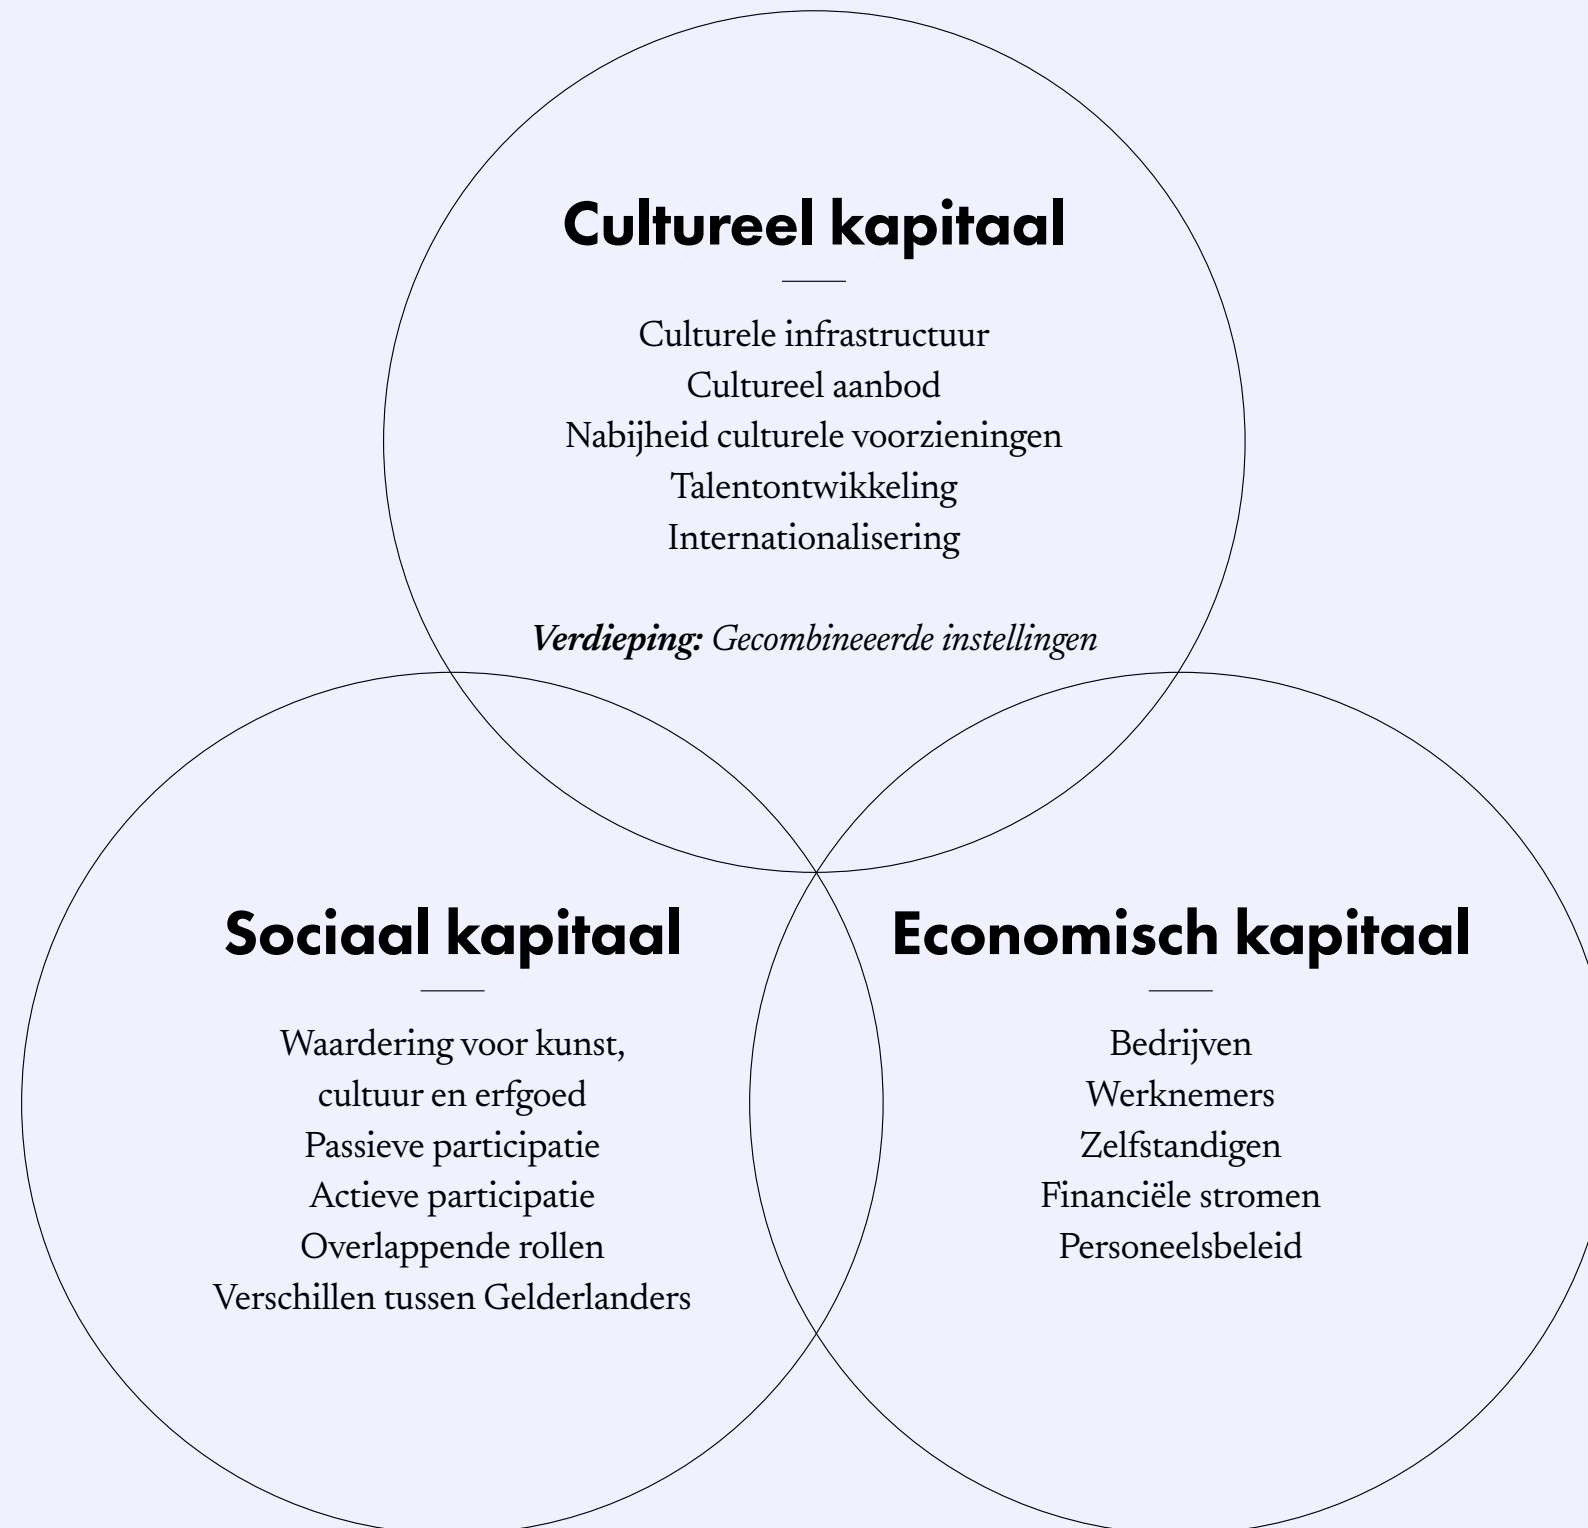 Cultureel kapitaal
Culturele infrastructuur
Cultureel aanbod
Nabijheid culturele voorzieningen
Talentontwikkeling
Internationalisering
Verdieping: Gecombineeerde instellingen
Sociaal kapitaal
Waardering voor kunst,
cultuur en erfgoed
Passieve participatie
Actieve participatie
Overlappende rollen
Verschillen tussen Gelderlanders
Economisch kapitaal
Bedrijven
Werknemers
Zelfstandigen
Financiële stromen
Personeelsbeleid